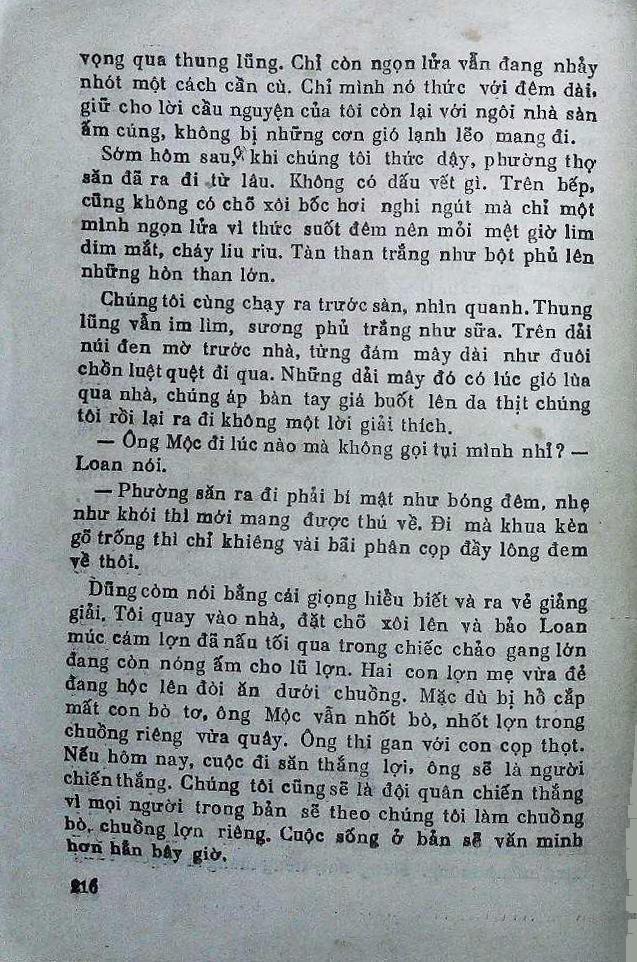 vọng qua thung lũng. Chỉ còn ngọn lửa vẫn đang nhảy
nhót một cách cần cù. Chỉ mình nó thức với đêm dài,
giữ cho lời cầu nguyện của tôi còn lại với ngôi nhà sàn
ấm cúng, không bị những cơn gió lạnh lẽo mang đi.
Sớm hôm sau, khi chúng tôi thức dậy, phường thợ
săn đã ra đi từ lâu. Không có dấu vết gì. Trên bếp,
cũng không có chõ xôi bốc hơi nghi ngút mà chỉ một
mình ngọn lửa vì thức suốt đêm nên mỏi mệt giờ lim
dim mắt, cháy liu riu. Tàn than trắng như bột phủ lên
những hòn than lớn.
Chúng tôi cùng chạy ra trước sàn, nhìn quanh. Thung
lũng vẫn im lìm, sương phủ trắng như sữa. Trên dải
núi đen mờ trước nhà, từng đám mây dài như đuôi
chồn luệt quệt đi qua. Những dải mây đó có lúc gió lùa
qua nhà, chúng áp bàn tay giá buốt lên da thịt chúng
tôi rồi lại ra đi không một lời giải thích.
— Ông Mộc đi lúc nào mà không gọi tụi mình nhỉ? —
Loan nói.
— Phường săn ra đi phải bí mật như bóng đêm, nhẹ
như khói thì mới mang được thú về. Đi mà khua kèn
gõ trống thì chỉ khiêng vài bãi phân cọp đầy lông đem
về thôi.
Dũng còm nói bằng cái giọng hiểu biết và ra vẻ giảng
giải. Tôi quay vào nhà, đặt chõ xôi lên và bảo Loan
múc cám lợn đã nấu tối qua trong chiếc chảo gang lớn
đang còn nóng ấm cho lũ lợn. Hai con lợn mẹ vừa đẻ
đang hộc lên đòi ăn dưới chuồng. Mặc dù bị hổ cắp
mất con bò tơ, ông Mộc vẫn nhốt bò, nhốt lợn trong
chuồng riêng vừa quây. Ông thi gan với con cọp thọt.
Nếu hôm nay, cuộc đi săn thắng lợi, ông sẽ là người
chiến thắng. Chúng tôi cũng sẽ là đội quân chiến thắng
vì mọi người trong bản sẽ theo chúng tôi làm chuồng
bò, chuồng lợn riêng. Cuộc sống ở bản sẽ văn minh
hơn hẳn bây giờ.
216